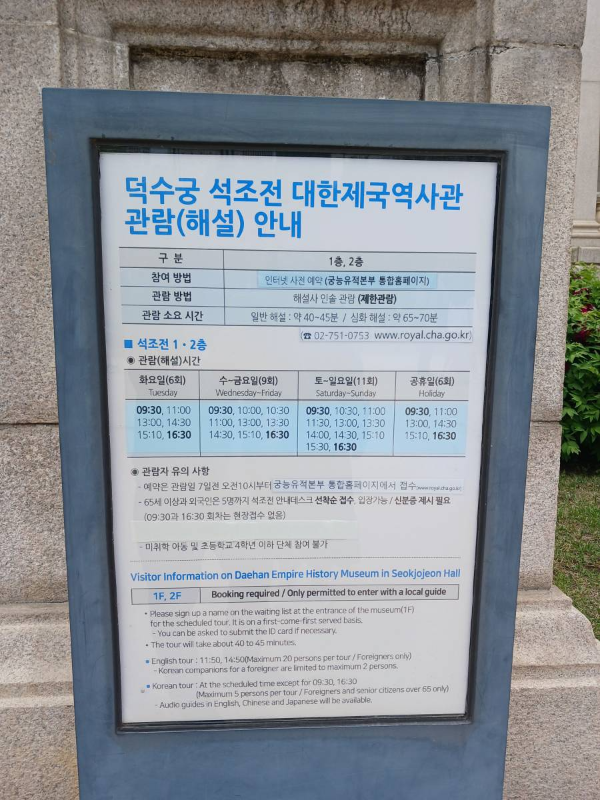 덕수궁 석조전 대한제국역사관
관람(해설) 안내
구 분 1층, 2층
참여 방법 인터넷 사전 예약 (궁능유적본부 통합홈페이지)
관람 방법 해설사 인솔 관람 (제한관람)
관람 소요 시간 일반 해설 : 약 40~45분 / 심화 해설 : 약 65~70분
(☎ 02-751-0753 www.royal.cha.go.kr)
■ 석조전 1·2층
◉ 관람(해설)시간
화요일(6회) 수~금요일(9회) 토~일요일(11회) 공휴일(6회)
Tuesday Wednesday~Friday Saturday~Sunday Holiday
09:30, 11:00 09:30, 10:00, 10:30 09:30, 10:30, 11:00 09:30, 11:00
13:00, 14:30 11:00, 13:00, 13:30 11:30, 13:00, 13:30 13:00, 14:30
15:10, 16:30 14:30, 15:10, 16:30 14:00, 14:30, 15:10 15:10, 16:30
15:30, 16:30
◉ 관람자 유의 사항
- 예약은 관람일 7일전 오전10시부터 궁능유적본부 통합홈페이지에서 접수 www.royal.cha.go.kr
- 65세 이상과 외국인은 5명까지 석조전 안내데스크 선착순 접수, 입장가능 / 신분증 제시 필요
(09:30과 16:30 회차는 현장접수 없음)
- 미취학 아동 및 초등학교 4학년 이하 단체 참여 불가
Visitor Information on Daehan Empire History Museum in Seokjojeon Hall
1F, 2F Booking required / Only permitted to enter with a local guide
• Please sign up a name on the waiting list at the entrance of the museum(1F)
for the scheduled tour. It is on a first-come-first served basis.
- You can be asked to submit the ID card if necessary.
• The tour will take about 40 to 45 minutes.
■ English tour : 11:50, 14:50(Maximum 20 persons per tour / Foreigners only)
- Korean companions for a foreigner are limited to maximum 2 persons.
■ Korean tour : At the scheduled time except for 09:30, 16:30
(Maximum 5 persons per tour / Foreigners and senior citizens over 65 only)
- Audio guides in English, Chinese and Japanese will be available.